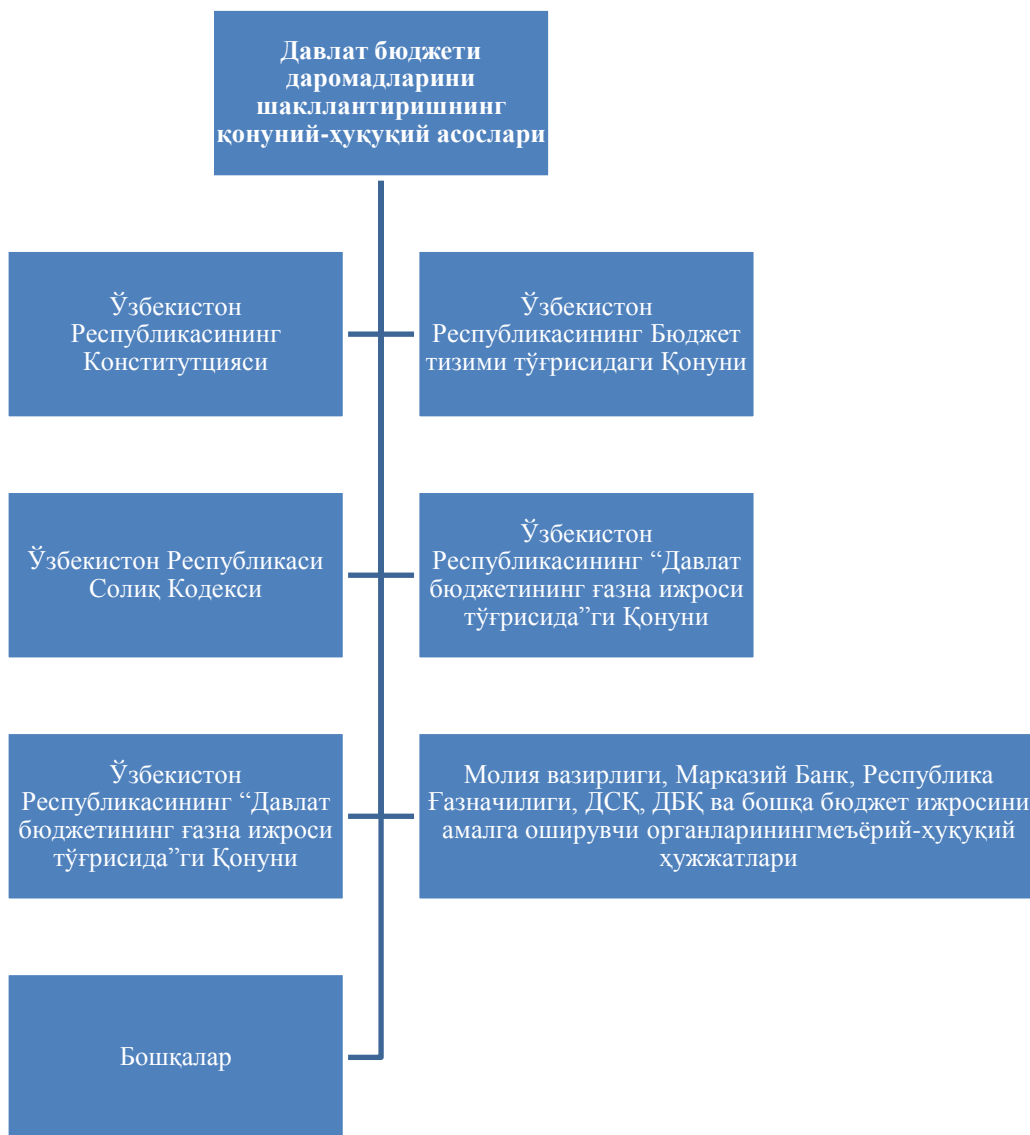 Давлат бюджети
даромадларини
шакллантиришнинг
қонуний-ҳуқуқий асослари
Ўзбекистон
Республикасининг
Конститутцияси
Ўзбекистон
Республикасининг Бюджет
тизими тўғрисидаги Қонуни
Ўзбекистон Республикаси
Солиқ Кодекси
Ўзбекистон
Республикасининг “Давлат
бюджетининг ғазна ижроси
тўғрисида”ги Қонуни
Ўзбекистон
Республикасининг “Давлат
бюджетининг ғазна ижроси
тўғрисида”ги Қонуни
Молия вазирлиги, Марказий Банк, Республика
Ғазначилиги, ДСҚ, ДБҚ ва бошқа бюджет ижросини
амалга оширувчи органларинингмеъёрий-ҳуқуқий
ҳужжатлари
Бошқалар